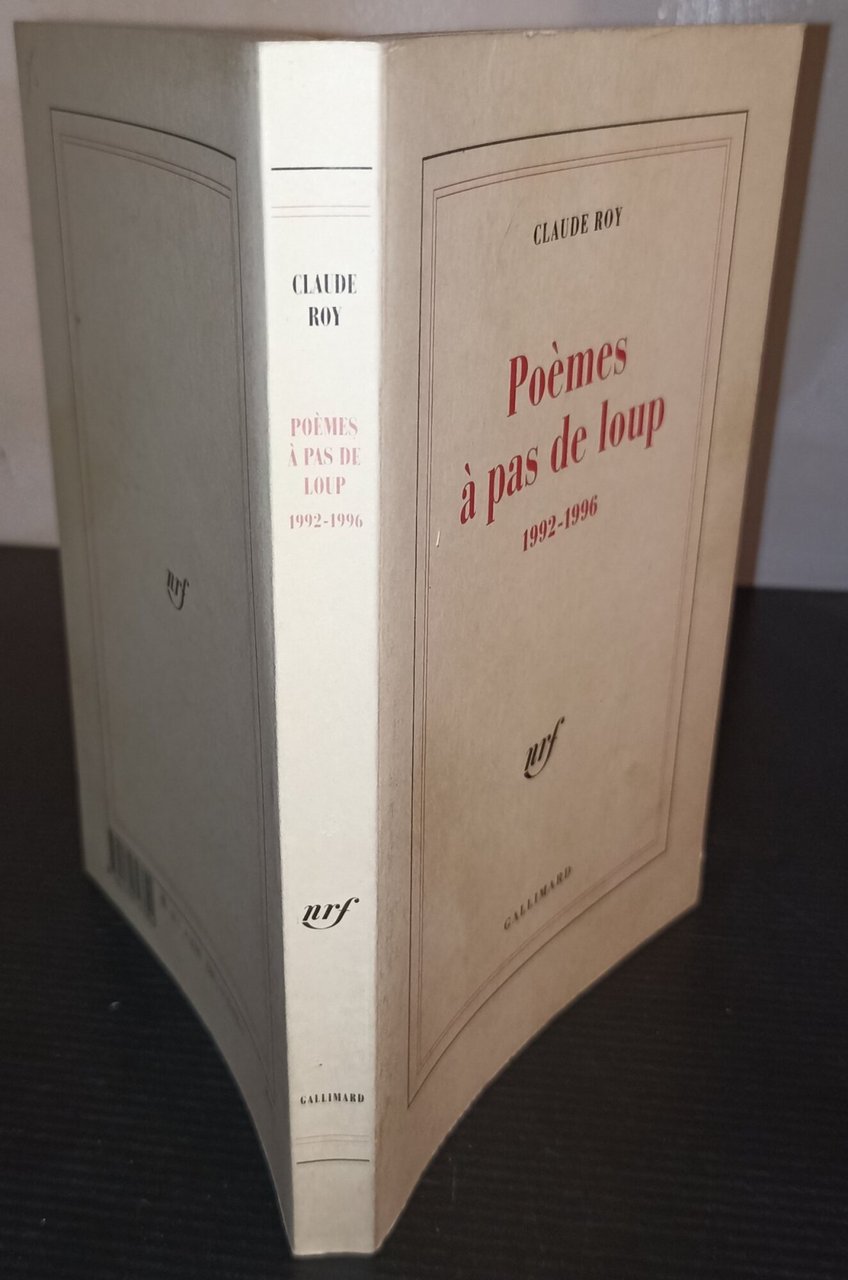 nrf
CLAUDE
ROY
POÈMES
À PAS DE
LOUP
1992-1996
nrf
GALLIMARD
CLAUDE ROY
Poèmes
à pas de loup
1992-1996
nrf
GALLIMARD